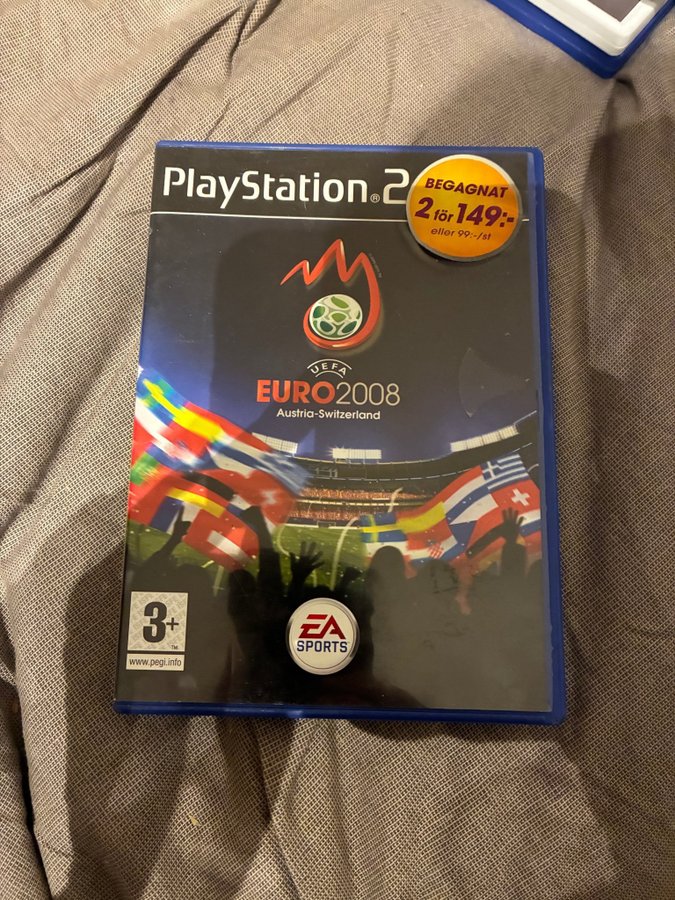 PlayStation®2
BEGAGNAT
2 för 149:-
eller 99:-/st
UEFA
EURO2008
Austria-Switzerland
3+
™
www.pegi.info
EA
SPORTS